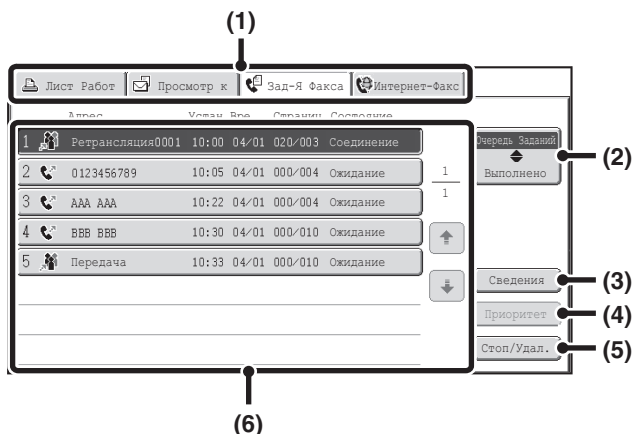 (1)
Лист Работ Просмотр к Зад-Я Факса Интернет-Факс
Адрес Устан Вре Страниц Состояние
1 Ретрансляция0001 10:00 04/01 020/003 Соединение
2 0123456789 10:05 04/01 000/004 Ожидание
3 AAA AAA 10:22 04/01 000/004 Ожидание
4 BBB BBB 10:30 04/01 000/010 Ожидание
5 Передача 10:33 04/01 000/010 Ожидание
1
1
Очередь Заданий
Выполнено
(2)
Сведения
(3)
Приоритет
(4)
Стоп/Удал.
(5)
(6)